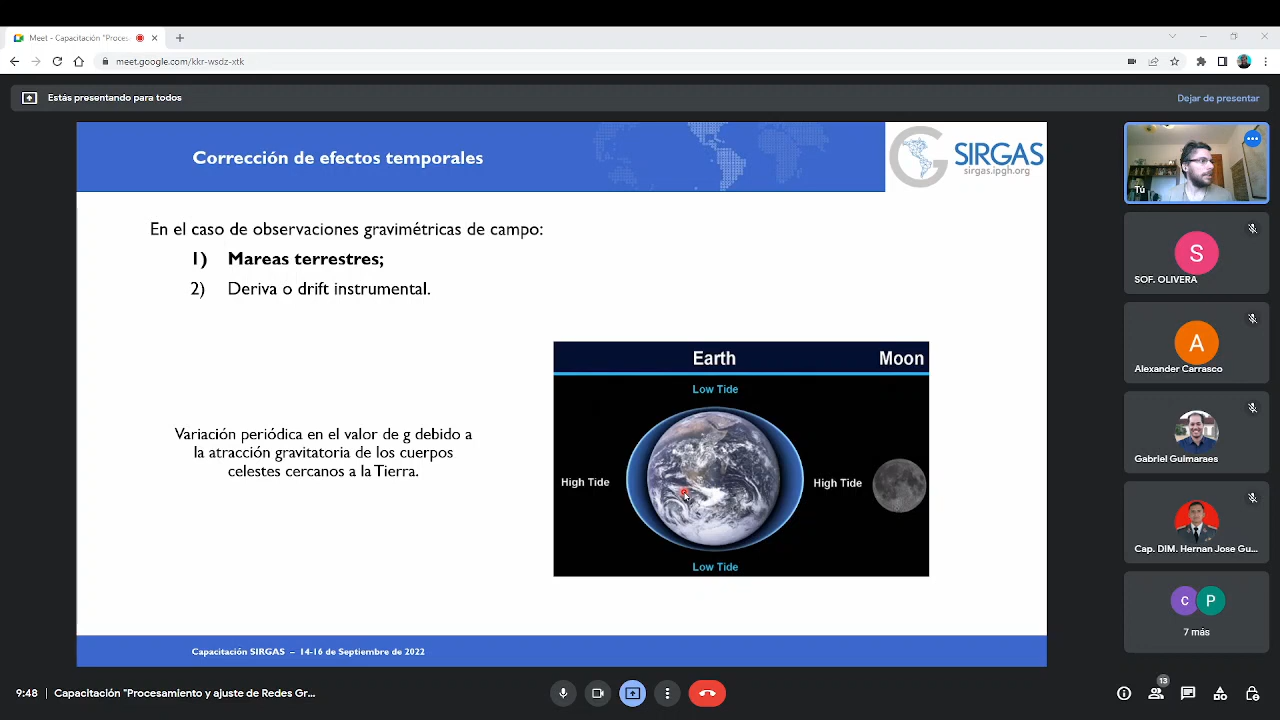 Meet - Capacitación "Proces
meet.google.com/kkr-wsdz-xtk
Estás presentando para todos
Dejar de presentar
Corrección de efectos temporales
SIRGAS
sirgas.ipgh.org
En el caso de observaciones gravimétricas de campo:
1) Mareas terrestres;
2) Deriva o drift instrumental.
Variación periódica en el valor de g debido a
la atracción gravitatoria de los cuerpos
celestes cercanos a la Tierra.
Earth Moon
Low Tide
High Tide High Tide
Low Tide
Capacitación SIRGAS – 14-16 de Septiembre de 2022
Tú
S
SOF. OLIVERA
A
Alexander Carrasco
Gabriel Guimaraes
Cap. DIM. Hernan Jose Gu...
c P
7 más
9:48 Capacitación "Procesamiento y ajuste de Redes Gr...
13